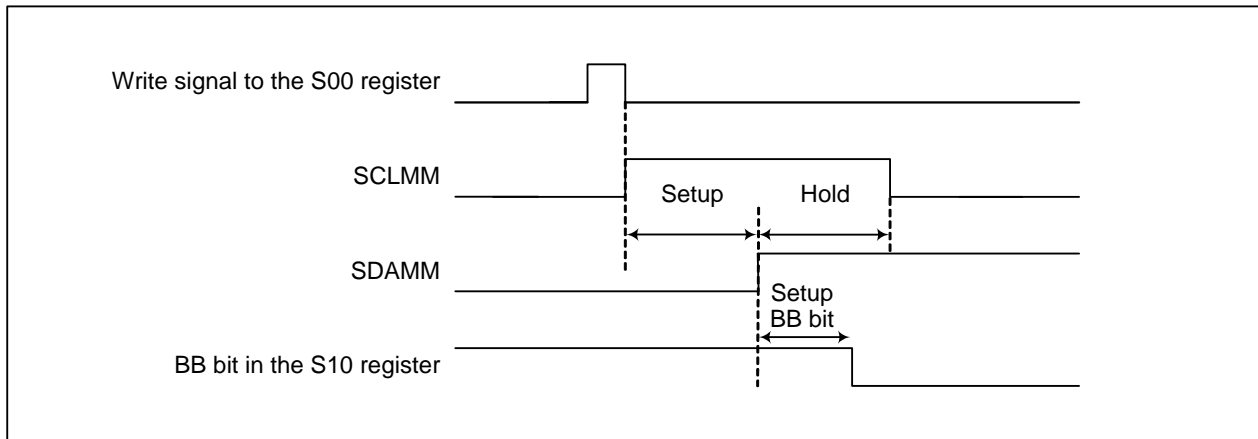 Write signal to the S00 register
SCLMM
Setup Hold
SDAMM
Setup
BB bit
BB bit in the S10 register